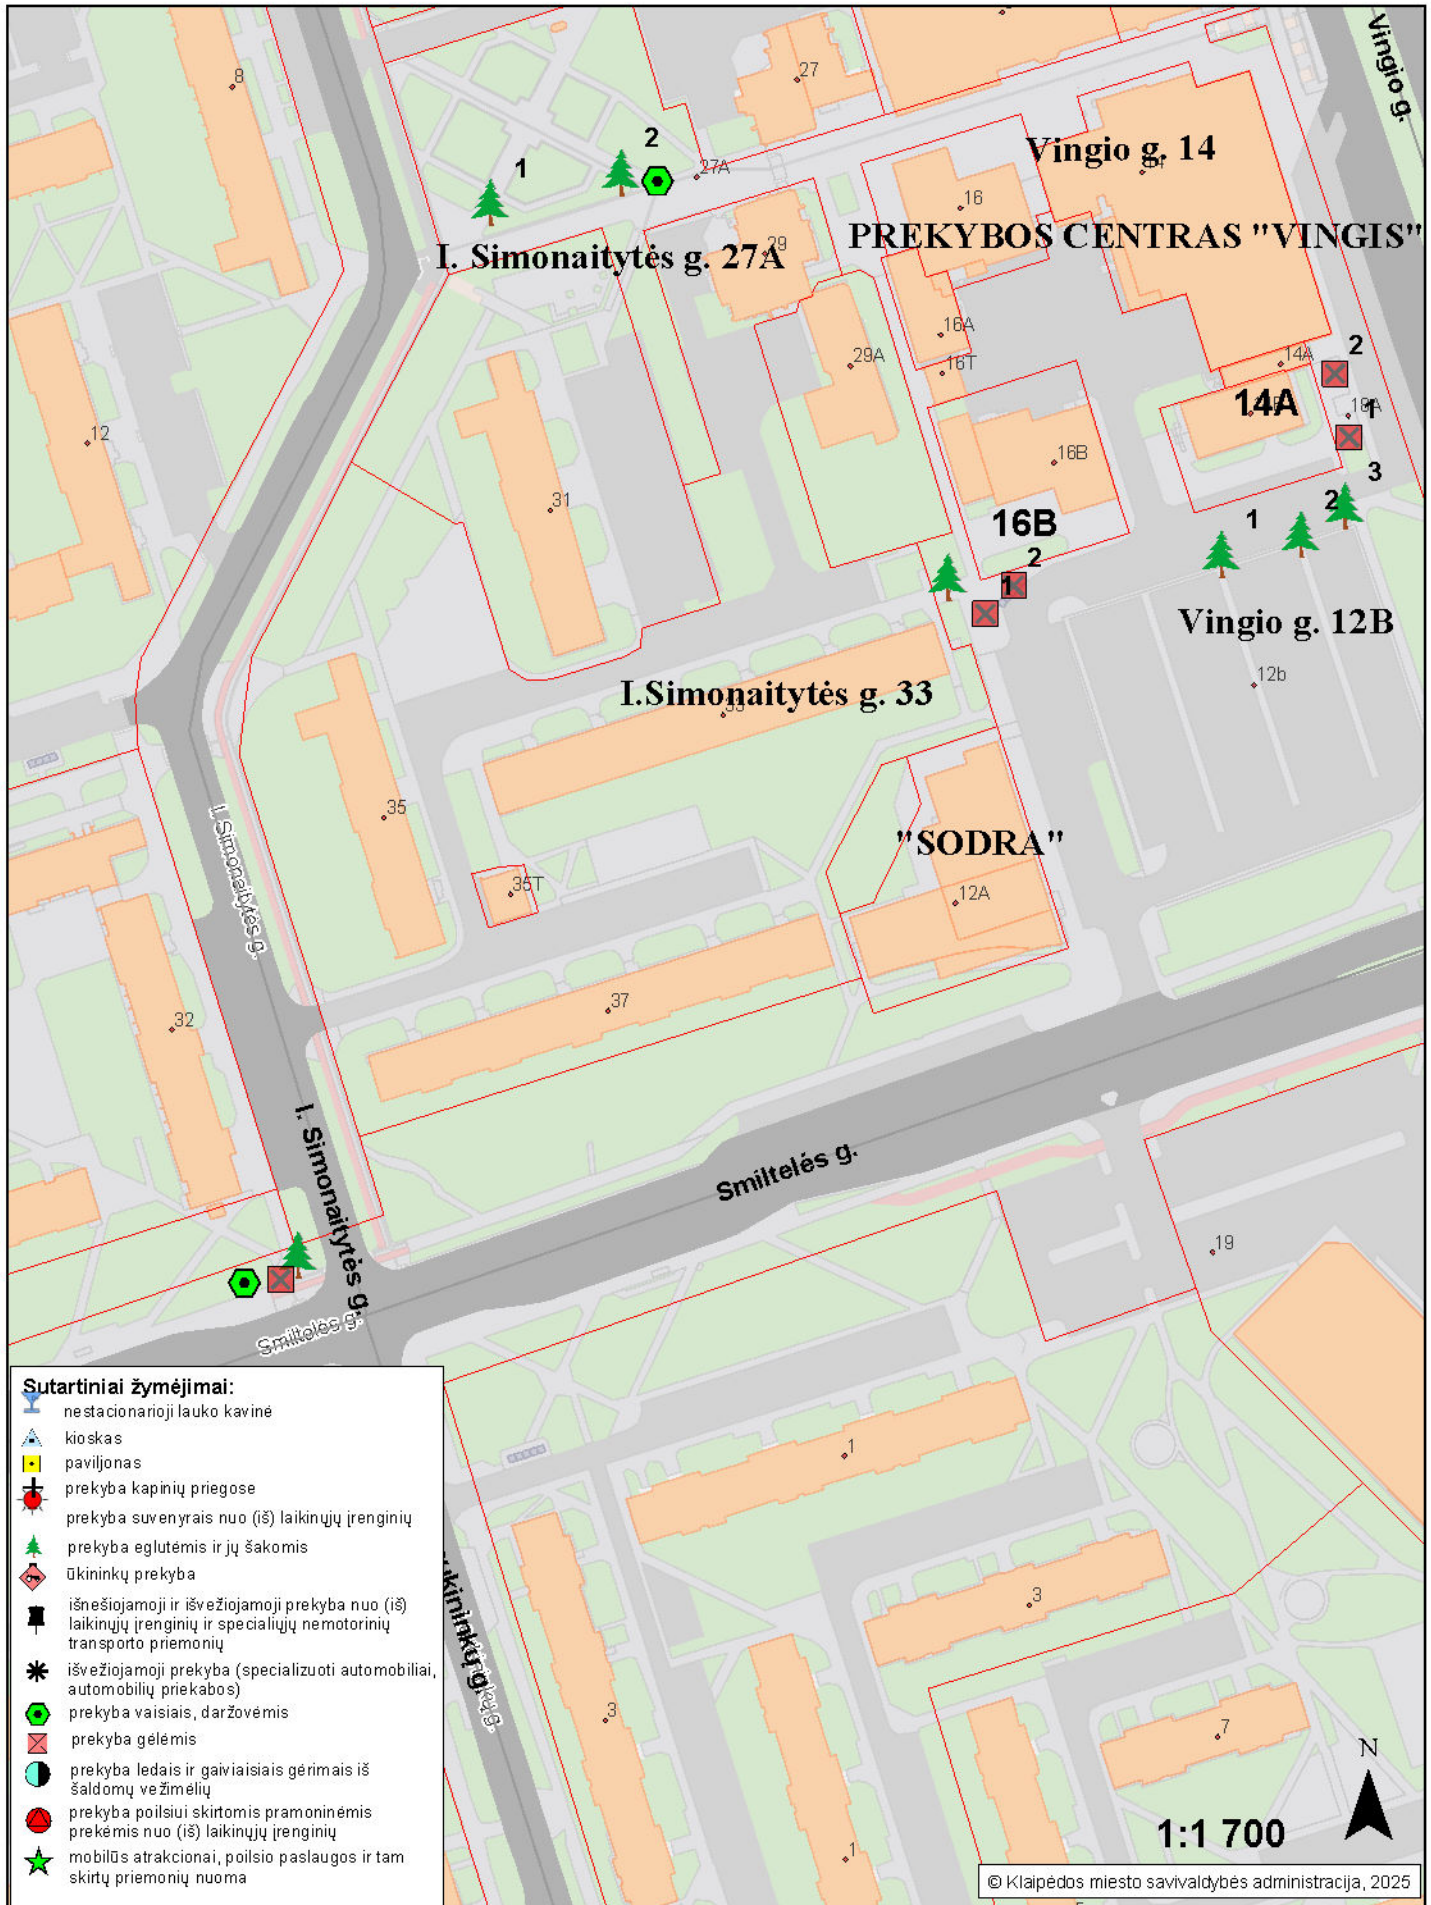 Vingio g.
8
27
2
1
27A
Vingio g. 14
16
PREKYBOS CENTRAS "VINGIS"
I. Simonaitytės g. 27A
29
16A
29A
16T
14A
2
14A
18A
1
12
16B
3
31
16B
1
2
2
1
Vingio g. 12B
12b
I.Simonaitytės g. 33
33
35
I. Simonaitytės g.
"SODRA"
35T
12A
37
32
I. Simonaitytės g.
Smiltelės g.
19
Smiltelės g.
Sutartiniai žymėjimai:
nestacionarioji lauko kavinė
kioskas
paviljonas
prekyba kapinių priegose
prekyba suvenyrais nuo (iš) laikinųjų įrenginių
prekyba eglutėmis ir jų šakomis
ūkininkų prekyba
išnešiojamoji ir išvežiojamoji prekyba nuo (iš)
laikinųjų įrenginių ir specialiųjų nemotorinių
transporto priemonių
išvežiojamoji prekyba (specializuoti automobiliai,
automobilių priekabos)
prekyba vaisiais, daržovėmis
prekyba gėlėmis
prekyba ledais ir gaiviaisiais gėrimais iš
šaldomų vežimėlių
prekyba poilsiui skirtomis pramoninėmis
prekėmis nuo (iš) laikinųjų įrenginių
mobilūs atrakcionai, poilsio paslaugos ir tam
skirtų priemonių nuoma
1
3
3
7
1
N
1:1 700
© Klaipėdos miesto savivaldybės administracija, 2025